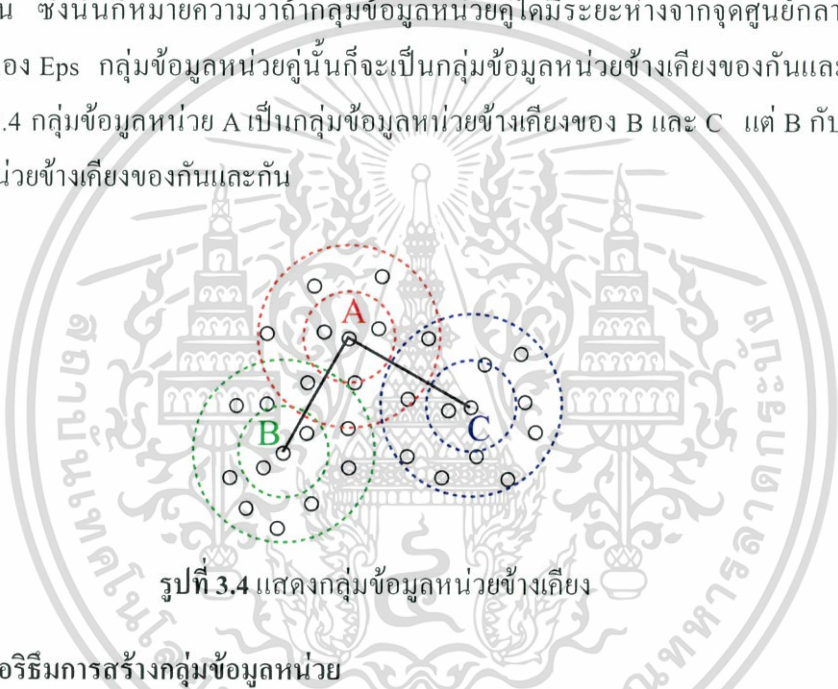 น ซึ่งนั่นก็หมายความว่าถ้ากลุ่มข้อมูลหน่วยคู่ใดมีระยะห่างจากจุดศูนย์กลา
อง Eps กลุ่มข้อมูลหน่วยคู่นั้นก็จะเป็นกลุ่มข้อมูลหน่วยข้างเคียงของกันและ
.4 กลุ่มข้อมูลหน่วย A เป็นกลุ่มข้อมูลหน่วยข้างเคียงของ B และ C แต่ B กับ
น่วยข้างเคียงของกันและกัน
A
B
C
รูปที่ 3.4 แสดงกลุ่มข้อมูลหน่วยข้างเคียง
อริธึมการสร้างกลุ่มข้อมูลหน่วย